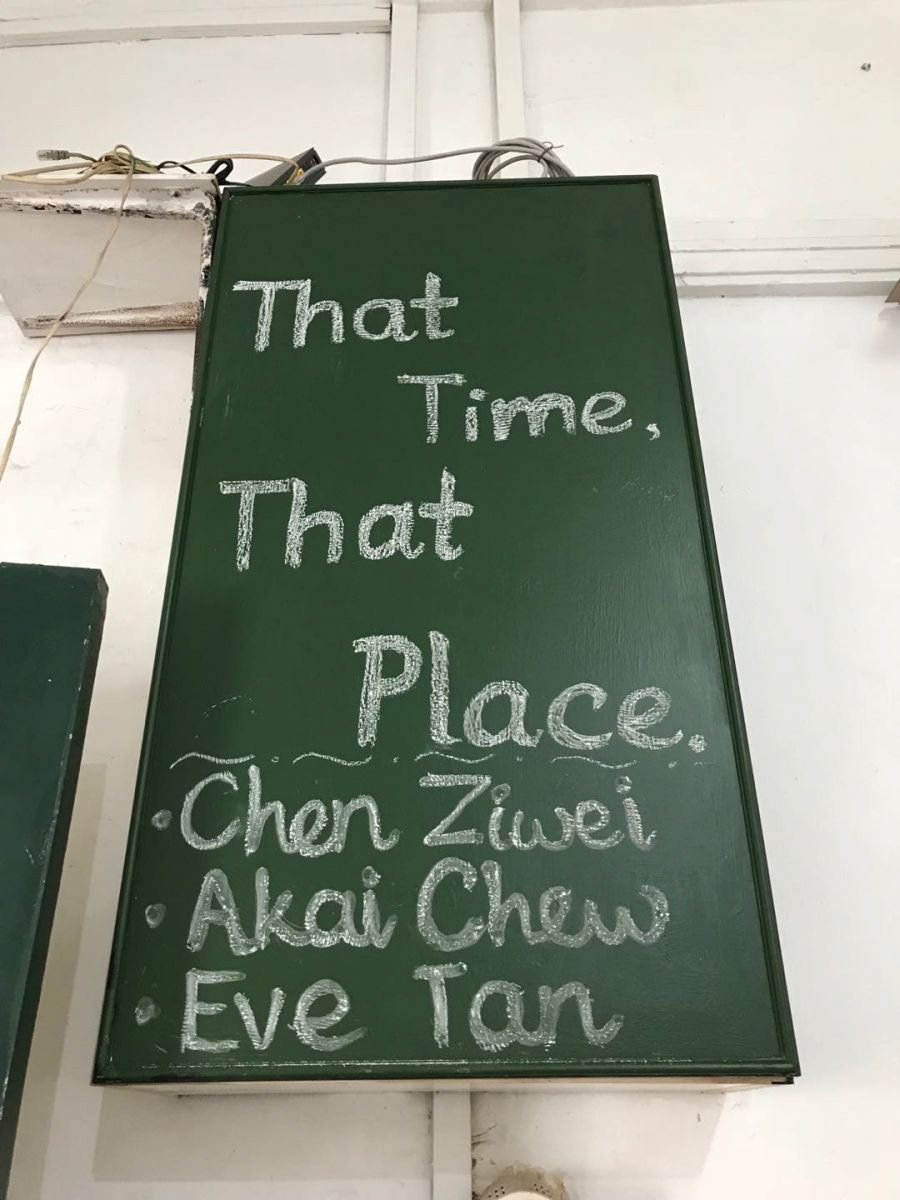 That
Time,
That
Place.
• Chen Ziwei
• Akai Chew
• Eve Tan